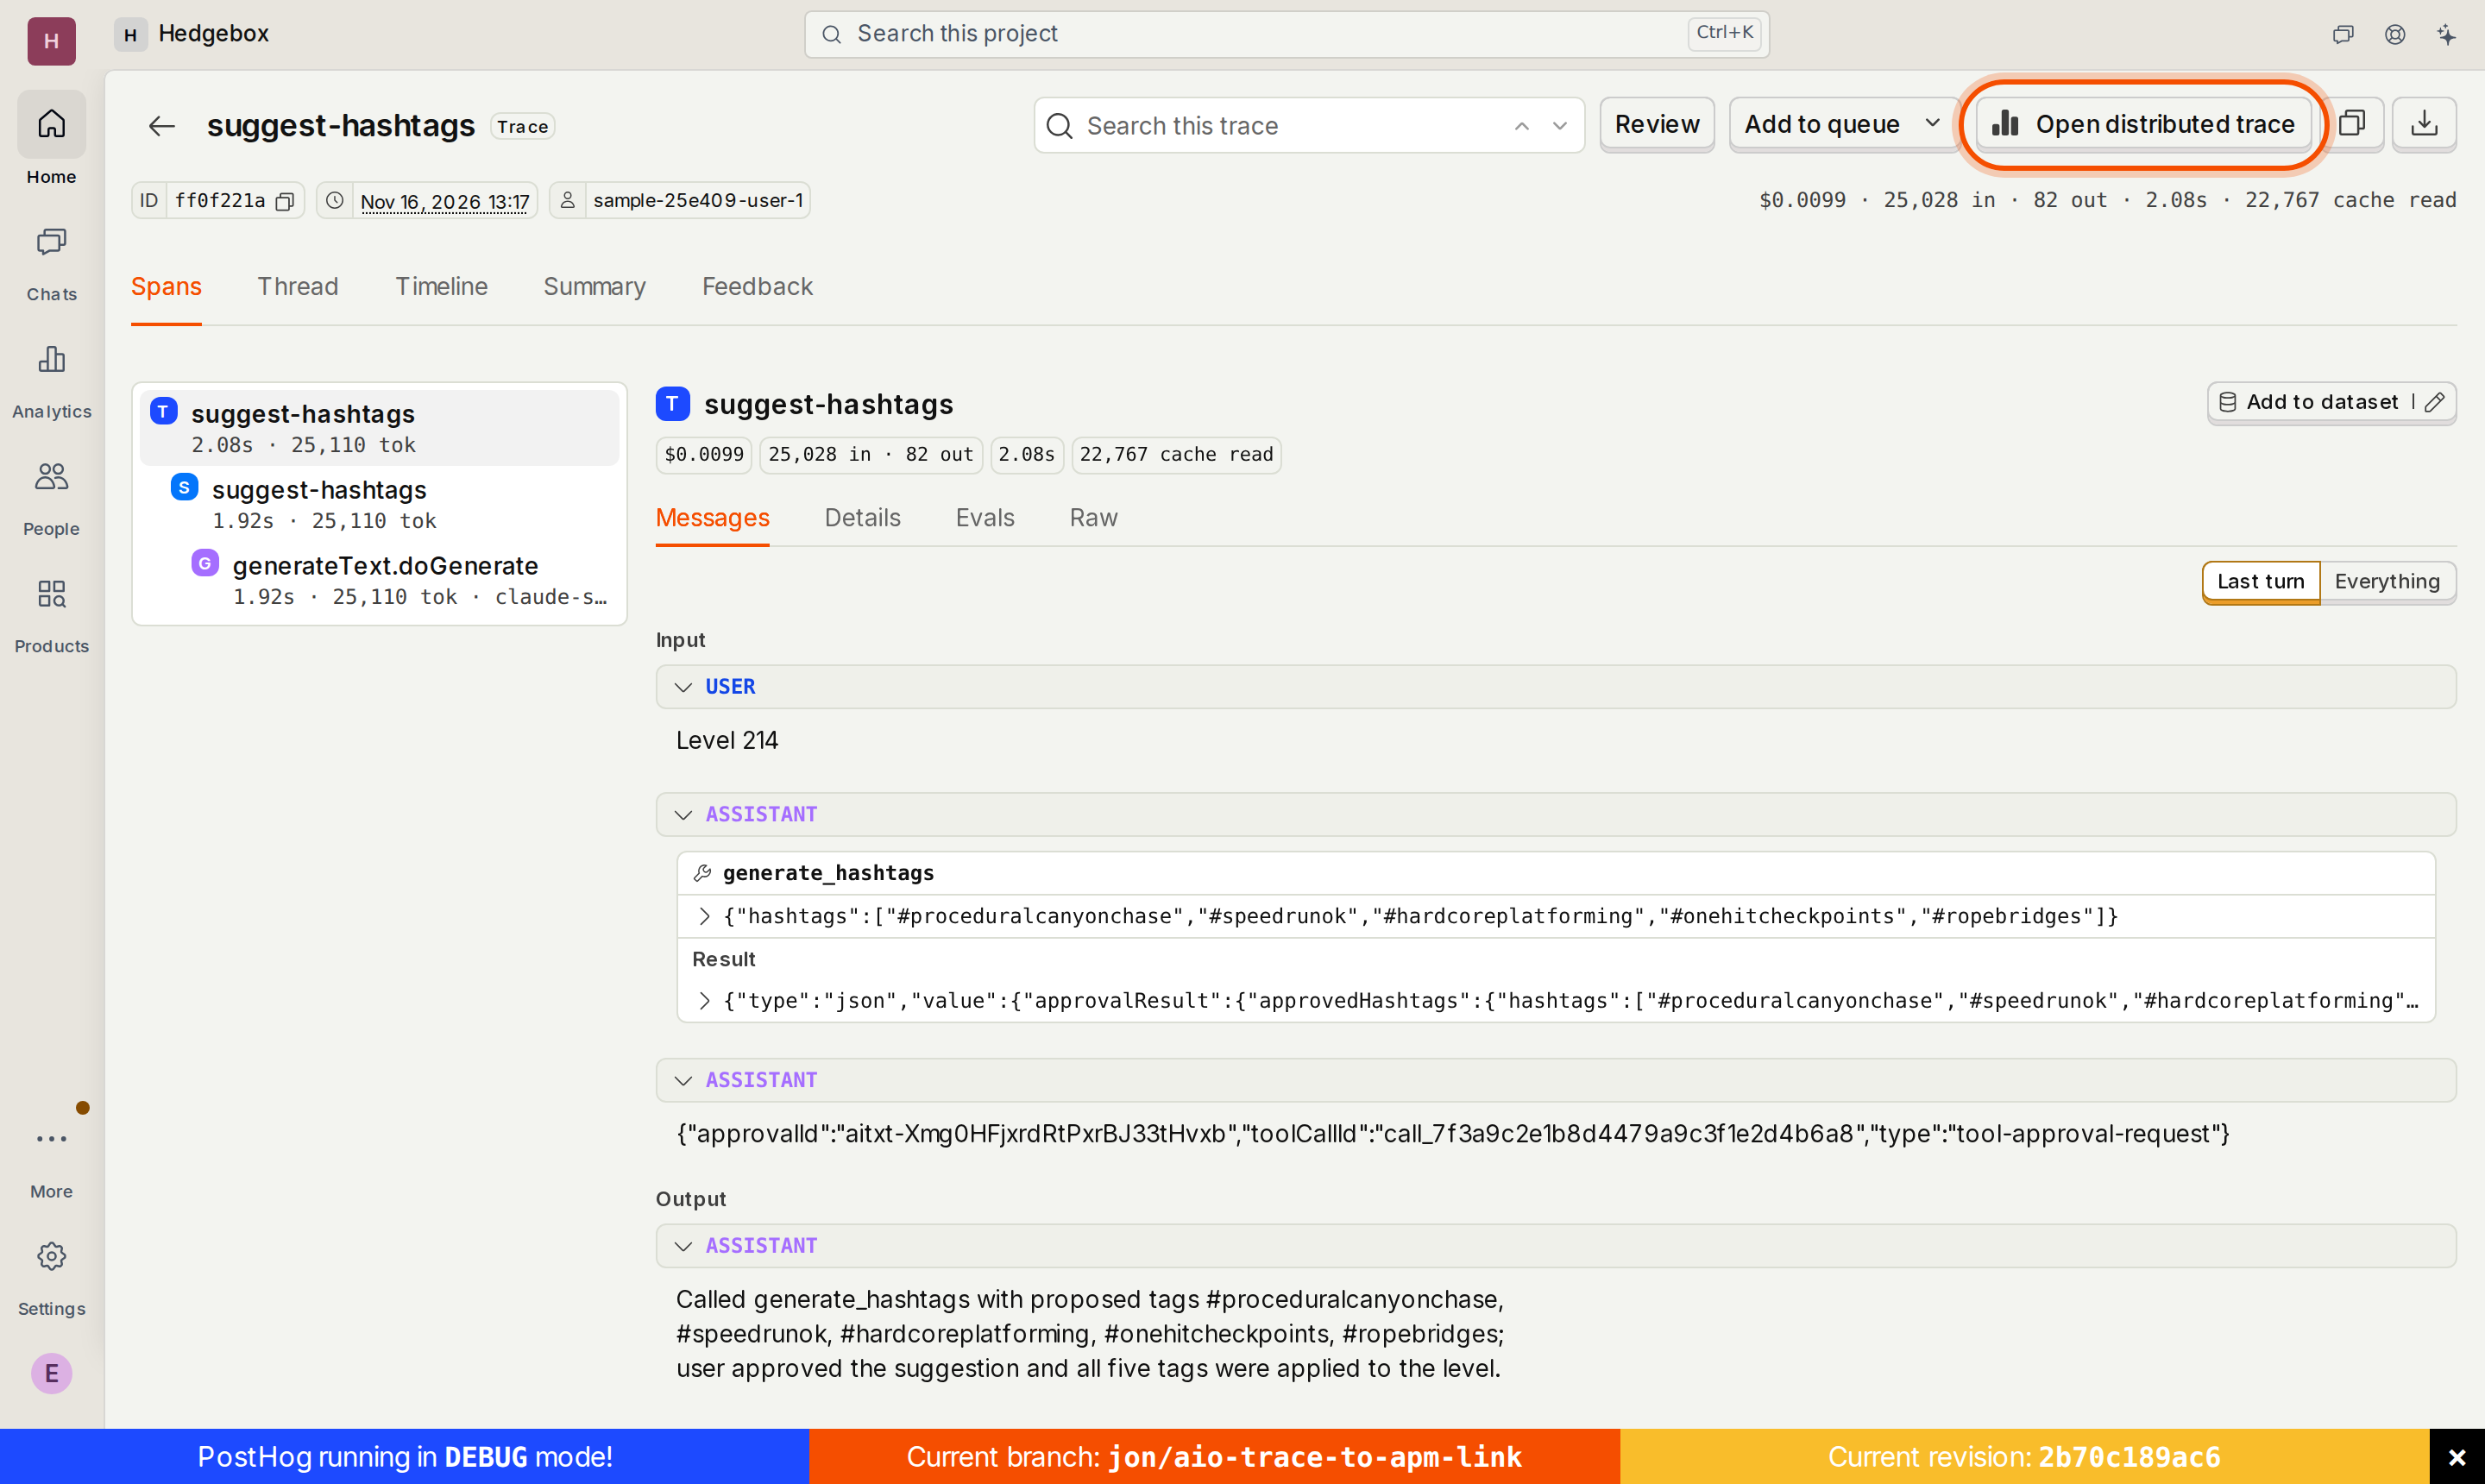 H
H Hedgebox
Search this project
Ctrl+K
Home
Chats
Analytics
People
Products
More
Settings
E
suggest-hashtags
Trace
Search this trace
Review
Add to queue
Open distributed trace
ID ff0f221a
Nov 16, 2026 13:17
sample-25e409-user-1
$0.0099 · 25,028 in · 82 out · 2.08s · 22,767 cache read
Spans
Thread
Timeline
Summary
Feedback
T suggest-hashtags
2.08s · 25,110 tok
S suggest-hashtags
1.92s · 25,110 tok
G generateText.doGenerate
1.92s · 25,110 tok · claude-s…
T suggest-hashtags
Add to dataset
$0.0099
25,028 in · 82 out
2.08s
22,767 cache read
Messages
Details
Evals
Raw
Last turn
Everything
Input
USER
Level 214
ASSISTANT
generate_hashtags
{"hashtags":["#proceduralcanyonchase","#speedrunok","#hardcoreplatforming","#onehitcheckpoints","#ropebridges"]}
Result
{"type":"json","value":{"approvalResult":{"approvedHashtags":{"hashtags":["#proceduralcanyonchase","#speedrunok","#hardcoreplatforming"…
ASSISTANT
{"approvalId":"aitxt-Xmg0HFjxrdRtPxrBJ33tHvxb","toolCallId":"call_7f3a9c2e1b8d4479a9c3f1e2d4b6a8","type":"tool-approval-request"}
Output
ASSISTANT
Called generate_hashtags with proposed tags #proceduralcanyonchase,
#speedrunok, #hardcoreplatforming, #onehitcheckpoints, #ropebridges;
user approved the suggestion and all five tags were applied to the level.
PostHog running in DEBUG mode!
Current branch: jon/aio-trace-to-apm-link
Current revision: 2b70c189ac6